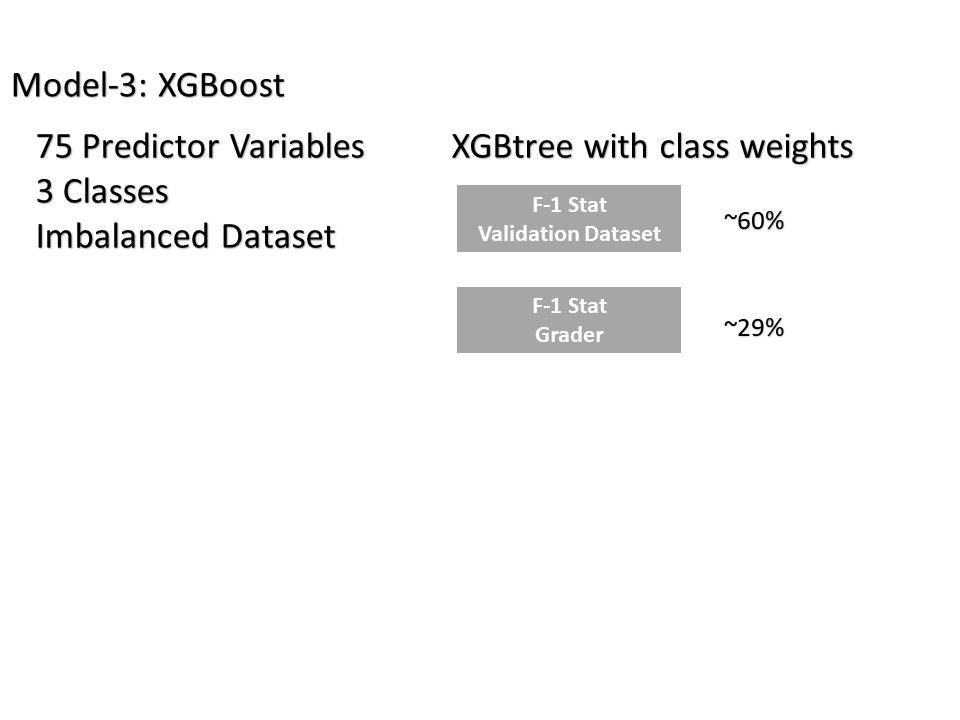 Model-3: XGBoost
75 Predictor Variables
3 Classes
Imbalanced Dataset
XGBtree with class weights
F-1 Stat
Validation Dataset
~60%
F-1 Stat
Grader
~29%